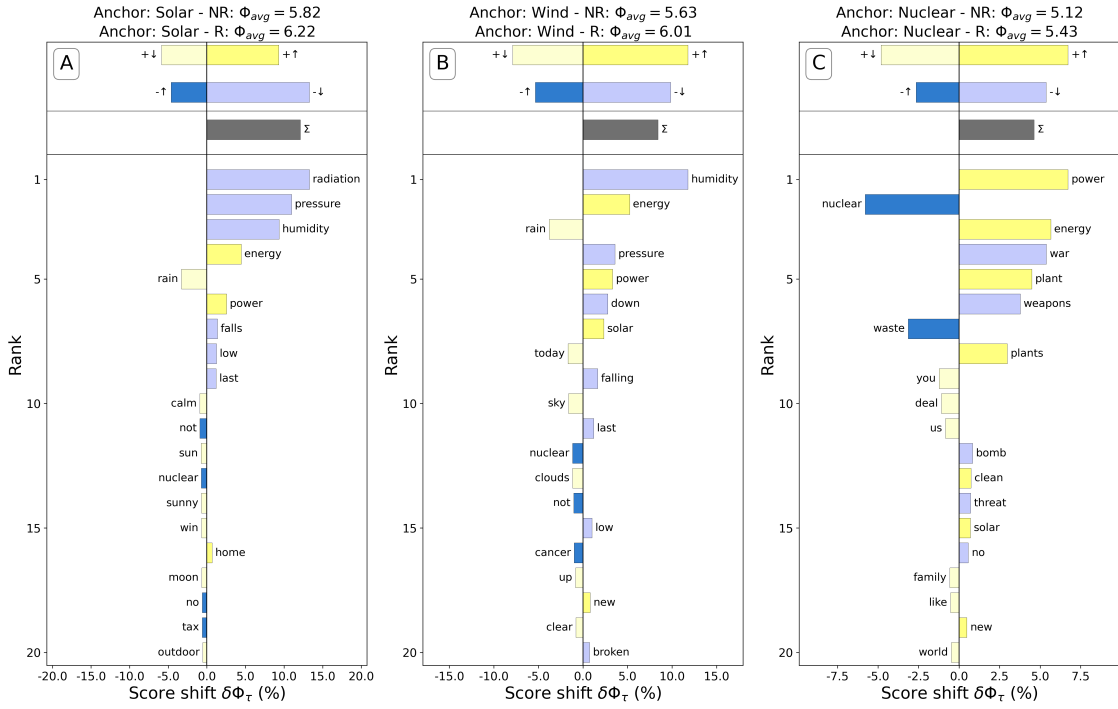 Anchor: Solar - NR: Φavg = 5.82
Anchor: Solar - R: Φavg = 6.22
A
+↓
+↑
-↑
-↓
Σ
1
5
10
15
20
Rank
radiation
pressure
humidity
energy
rain
power
falls
low
last
calm
not
sun
nuclear
sunny
win
home
moon
no
tax
outdoor
-20.0 -15.0 -10.0 -5.0 0.0 5.0 10.0 15.0 20.0
Score shift δΦτ (%)
Anchor: Wind - NR: Φavg = 5.63
Anchor: Wind - R: Φavg = 6.01
B
+↓
+↑
-↑
-↓
Σ
1
5
10
15
20
Rank
humidity
energy
rain
pressure
power
down
solar
today
falling
sky
last
nuclear
clouds
not
low
cancer
up
new
clear
broken
-15.0 -10.0 -5.0 0.0 5.0 10.0 15.0
Score shift δΦτ (%)
Anchor: Nuclear - NR: Φavg = 5.12
Anchor: Nuclear - R: Φavg = 5.43
C
+↓
+↑
-↑
-↓
Σ
1
5
10
15
20
Rank
power
nuclear
energy
war
plant
weapons
waste
plants
you
deal
us
bomb
clean
threat
solar
no
family
like
new
world
-7.5 -5.0 -2.5 0.0 2.5 5.0 7.5
Score shift δΦτ (%)